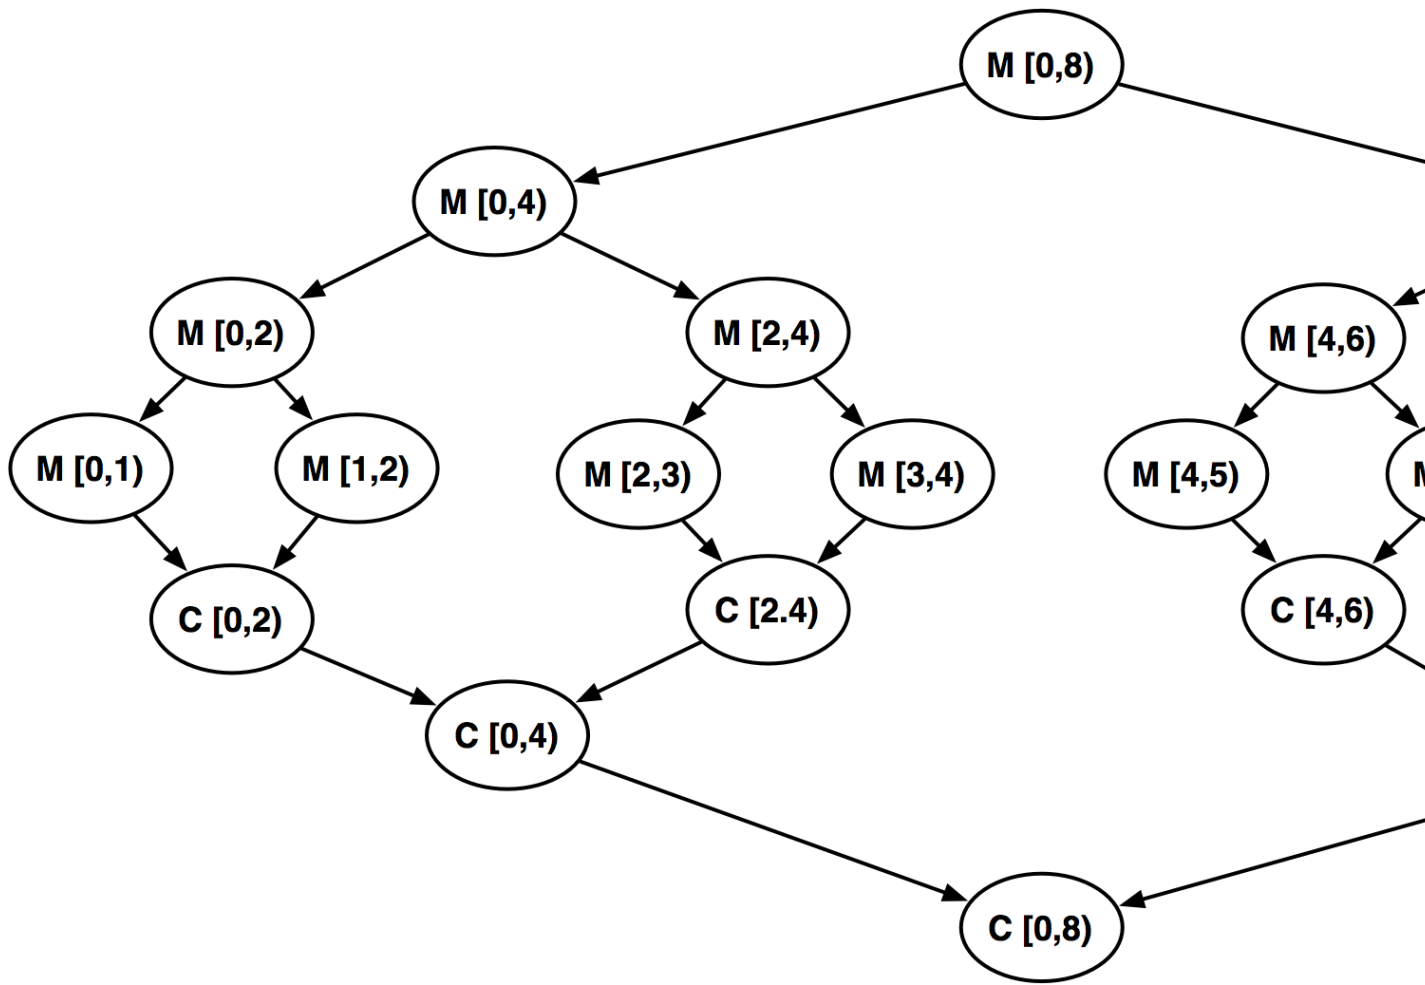 M [0,8)
M [0,4)
M [0,2)
M [2,4)
M [4,6)
M [0,1)
M [1,2)
M [2,3)
M [3,4)
M [4,5)
M
C [0,2)
C [2.4)
C [4,6)
C [0,4)
C [0,8)